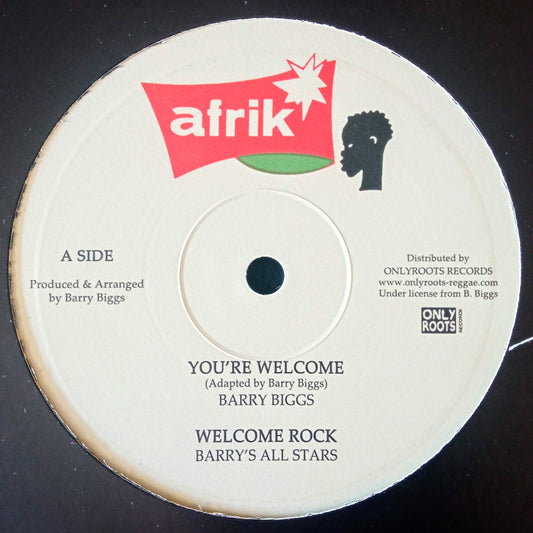 afrik
A SIDE
Produced & Arranged
by Barry Biggs
Distributed by
ONLYROOTS RECORDS
www.onlyroots-reggae.com
Under license from B. Biggs
ONLY
ROOTS
RECORDS
YOU'RE WELCOME
(Adapted by Barry Biggs)
BARRY BIGGS
WELCOME ROCK
BARRY'S ALL STARS